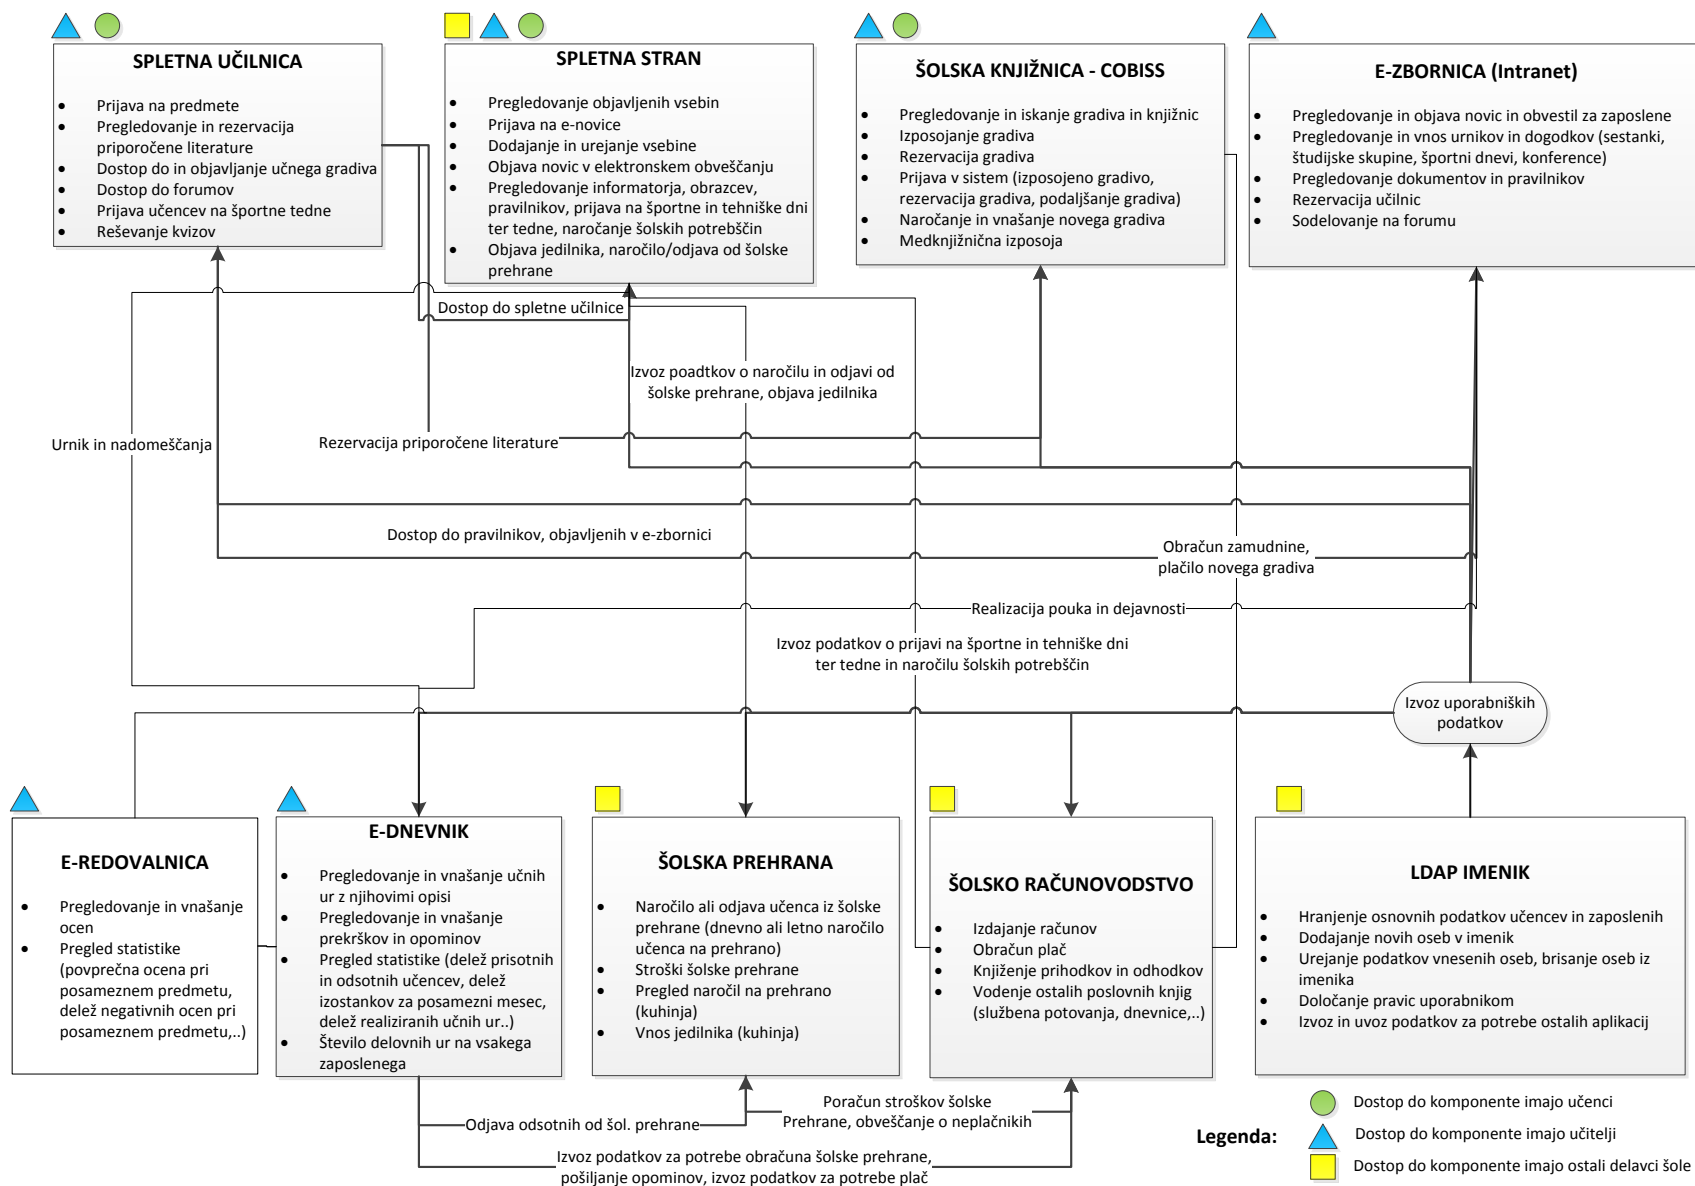 SPLETNA UČILNICA
Prijava na predmete
Pregledovanje in rezervacija
priporočene literature
Dostop do in objavljanje učnega gradiva
Dostop do forumov
Prijava učencev na športne tedne
Reševanje kvizov
SPLETNA STRAN
Pregledovanje objavljenih vsebin
Prijava na e-novice
Dodajanje in urejanje vsebine
Objava novic v elektronskem obveščanju
Pregledovanje informatorja, obrazcev,
pravilnikov, prijava na športne in tehniške dni
ter tedne, naročanje šolskih potrebščin
Objava jedilnika, naročilo/odjava od šolske
prehrane
ŠOLSKA KNJIŽNICA - COBISS
Pregledovanje in iskanje gradiva in knjižnic
Izposojanje gradiva
Rezervacija gradiva
Prijava v sistem (izposojeno gradivo,
rezervacija gradiva, podaljšanje gradiva)
Naročanje in vnašanje novega gradiva
Medknjižnična izposoja
E-ZBORNICA (Intranet)
Pregledovanje in objava novic in obvestil za zaposlene
Pregledovanje in vnos urnikov in dogodkov (sestanki,
študijske skupine, športni dnevi, konference)
Pregledovanje dokumentov in pravilnikov
Rezervacija učilnic
Sodelovanje na forumu
Dostop do spletne učilnice
Izvoz poadtkov o naročilu in odjavi od
šolske prehrane, objava jedilnika
Urnik in nadomeščanja
Rezervacija priporočene literature
Dostop do pravilnikov, objavljenih v e-zbornici
Obračun zamudnine,
plačilo novega gradiva
Realizacija pouka in dejavnosti
Izvoz podatkov o prijavi na športne in tehniške dni
ter tedne in naročilu šolskih potrebščin
Izvoz uporabniških
podatkov
E-REDOVALNICA
Pregledovanje in vnašanje
ocen
Pregled statistike
(povprečna ocena pri
posameznem predmetu,
delež negativnih ocen pri
posameznem predmetu,..)
E-DNEVNIK
Pregledovanje in vnašanje učnih
ur z njihovimi opisi
Pregledovanje in vnašanje
prekrškov in opominov
Pregled statistike (delež prisotnih
in odsotnih učencev, delež
izostankov za posamezni mesec,
delež realiziranih učnih ur..)
Število delovnih ur na vsakega
zaposlenega
ŠOLSKA PREHRANA
Naročilo ali odjava učenca iz šolske
prehrane (dnevno ali letno naročilo
učenca na prehrano)
Stroški šolske prehrane
Pregled naročil na prehrano
(kuhinja)
Vnos jedilnika (kuhinja)
ŠOLSKO RAČUNOVODSTVO
Izdajanje računov
Obračun plač
Knjiženje prihodkov in odhodkov
Vodenje ostalih poslovnih knjig
(službena potovanja, dnevnice,..)
LDAP IMENIK
Hranjenje osnovnih podatkov učencev in zaposlenih
Dodajanje novih oseb v imenik
Urejanje podatkov vnesenih oseb, brisanje oseb iz
imenika
Določanje pravic uporabnikom
Izvoz in uvoz podatkov za potrebe ostalih aplikacij
Odjava odsotnih od šol. prehrane
Poračun stroškov šolske
Prehrane, obveščanje o neplačnikih
Izvoz podatkov za potrebe obračuna šolske prehrane,
pošiljanje opominov, izvoz podatkov za potrebe plač
Legenda:
Dostop do komponente imajo učenci
Dostop do komponente imajo učitelji
Dostop do komponente imajo ostali delavci šole